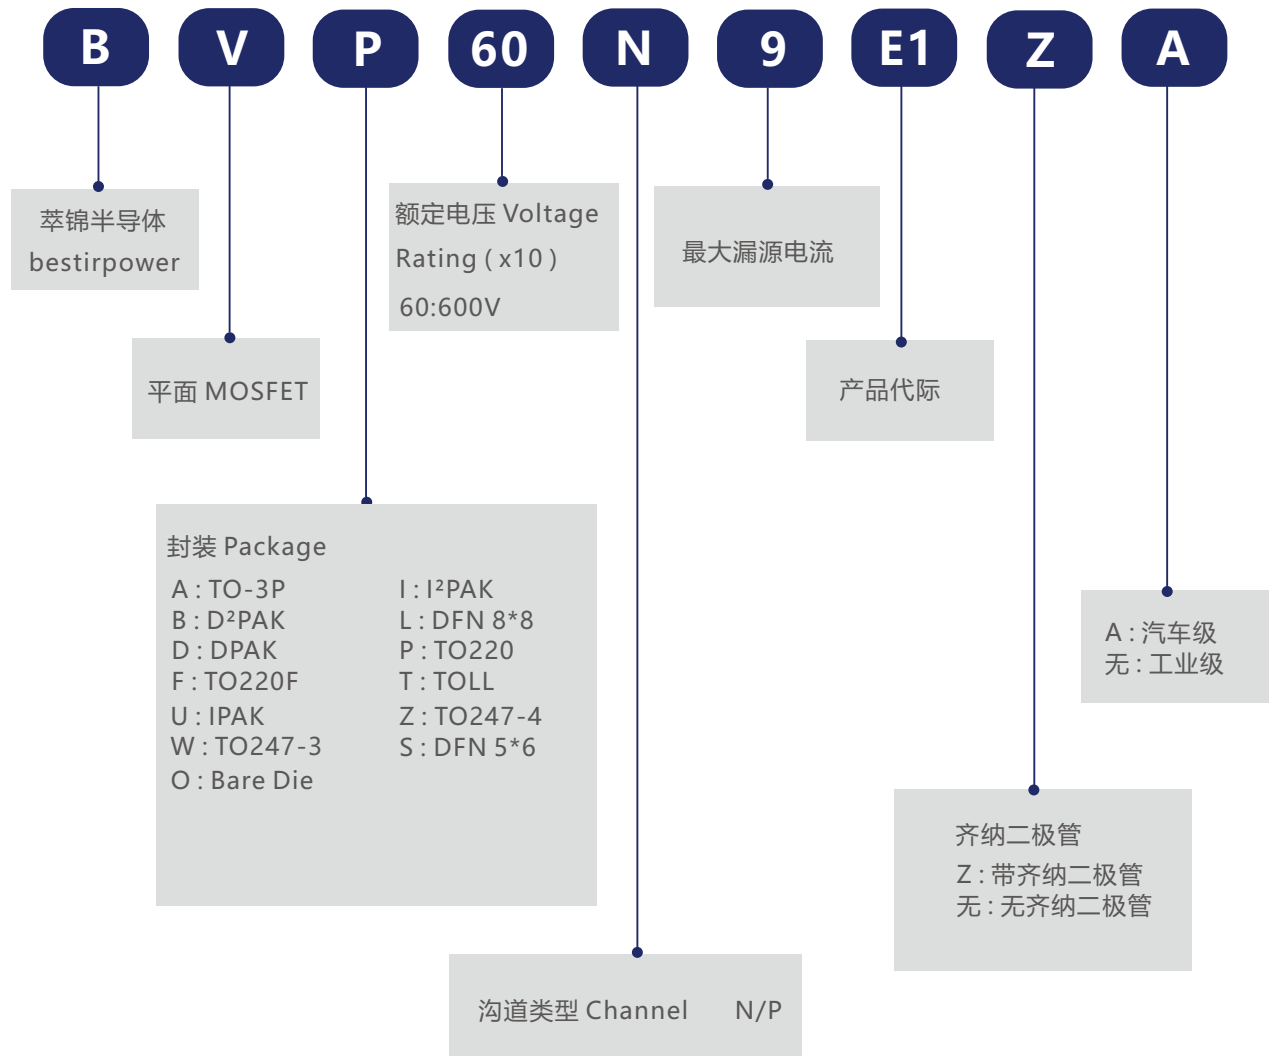 B V P 60 N 9 E1 Z A
萃锦半导体
bestirpower
额定电压 Voltage
Rating ( x10 )
60:600V
最大漏源电流
平面 MOSFET
产品代际
封装 Package
A : TO-3P
B : D²PAK
D : DPAK
F : TO220F
U : IPAK
W : TO247-3
O : Bare Die
I : I²PAK
L : DFN 8*8
P : TO220
T : TOLL
Z : TO247-4
S : DFN 5*6
A : 汽车级
无 : 工业级
齐纳二极管
Z : 带齐纳二极管
无 : 无齐纳二极管
沟道类型 Channel N/P